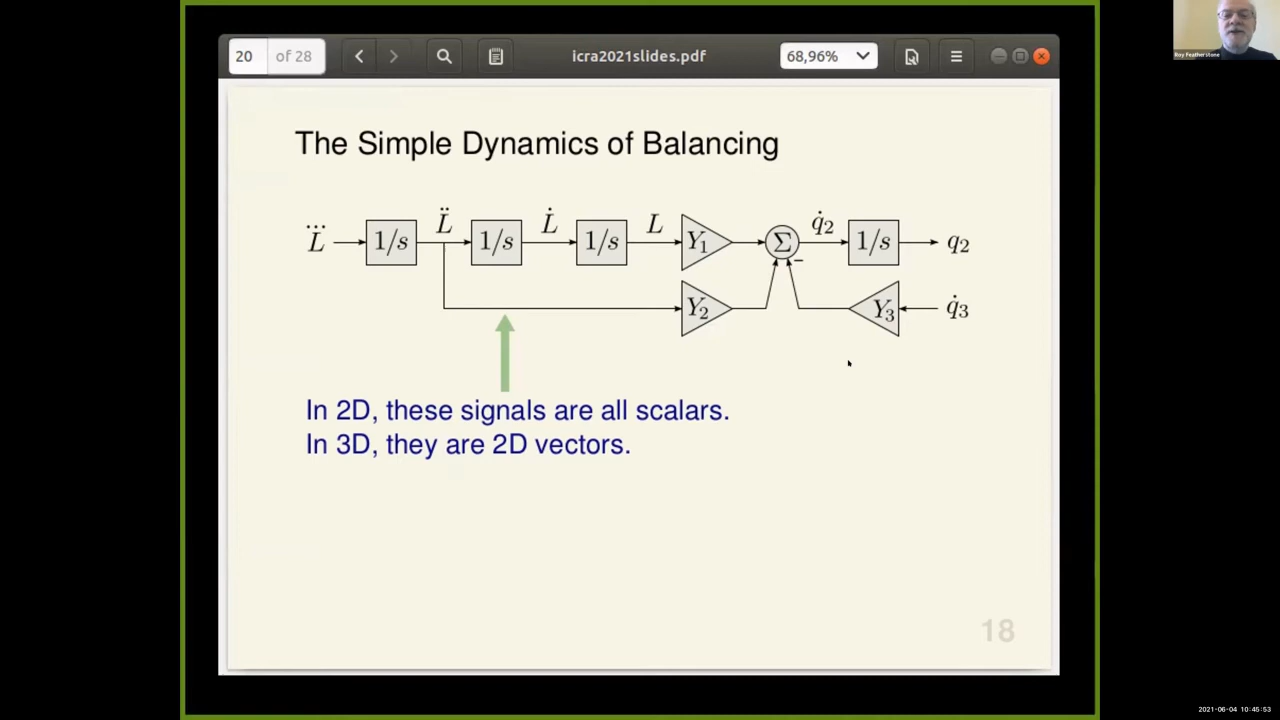 20 of 28 icra2021slides.pdf 68,96%
Roy Featherstone
The Simple Dynamics of Balancing
L⃛ 1/s L̈ 1/s L̇ 1/s L Y₁ Σ q̇₂ 1/s q₂
−
Y₂ Y₃ q̇₃
In 2D, these signals are all scalars.
In 3D, they are 2D vectors.
18
2021-06-04 10:45:53